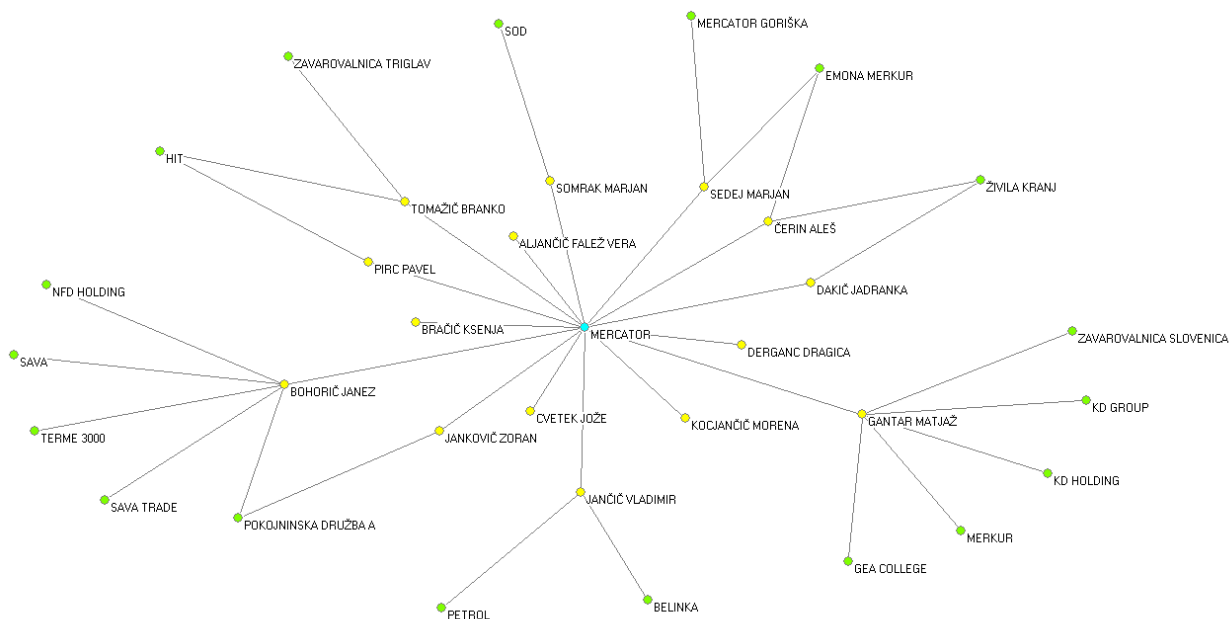 SOD
MERCATOR GORIŠKA
ZAVAROVALNICA TRIGLAV
EMONA MERKUR
HIT
SOMRAK MARJAN
SEDEJ MARJAN
ŽIVILA KRANJ
TOMAŽIČ BRANKO
ČERIN ALEŠ
ALJANČIČ FALEŽ VERA
PIRC PAVEL
DAKIČ JADRANKA
NFD HOLDING
BRAČIČ KSENJA
MERCATOR
ZAVAROVALNICA SLOVENICA
DERGANC DRAGICA
SAVA
BOHORIČ JANEZ
KD GROUP
CVETEK JOŽE
KOCJANČIČ MORENA
GANTAR MATJAŽ
TERME 3000
JANKOVIČ ZORAN
KD HOLDING
JANČIČ VLADIMIR
SAVA TRADE
POKOJNINSKA DRUŽBA A
MERKUR
GEA COLLEGE
PETROL
BELINKA